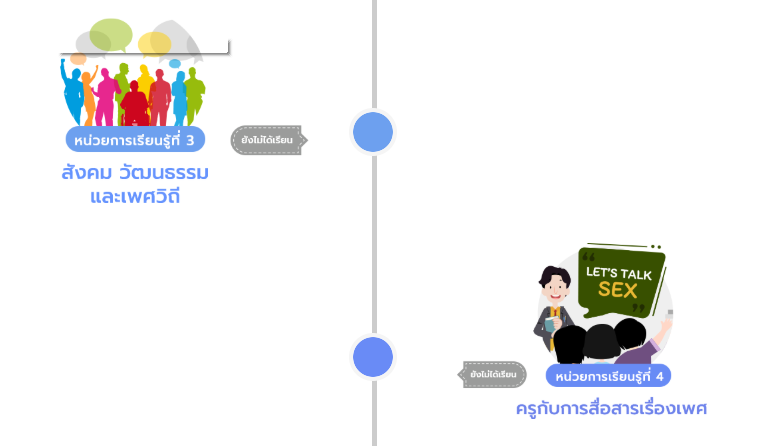 หน่วยการเรียนรู้ที่ 3
ยังไม่ได้เรียน
สังคม วัฒนธรรม
และเพศวิถี
LET'S TALK
SEX
ยังไม่ได้เรียน
หน่วยการเรียนรู้ที่ 4
ครูกับการสื่อสารเรื่องเพศ